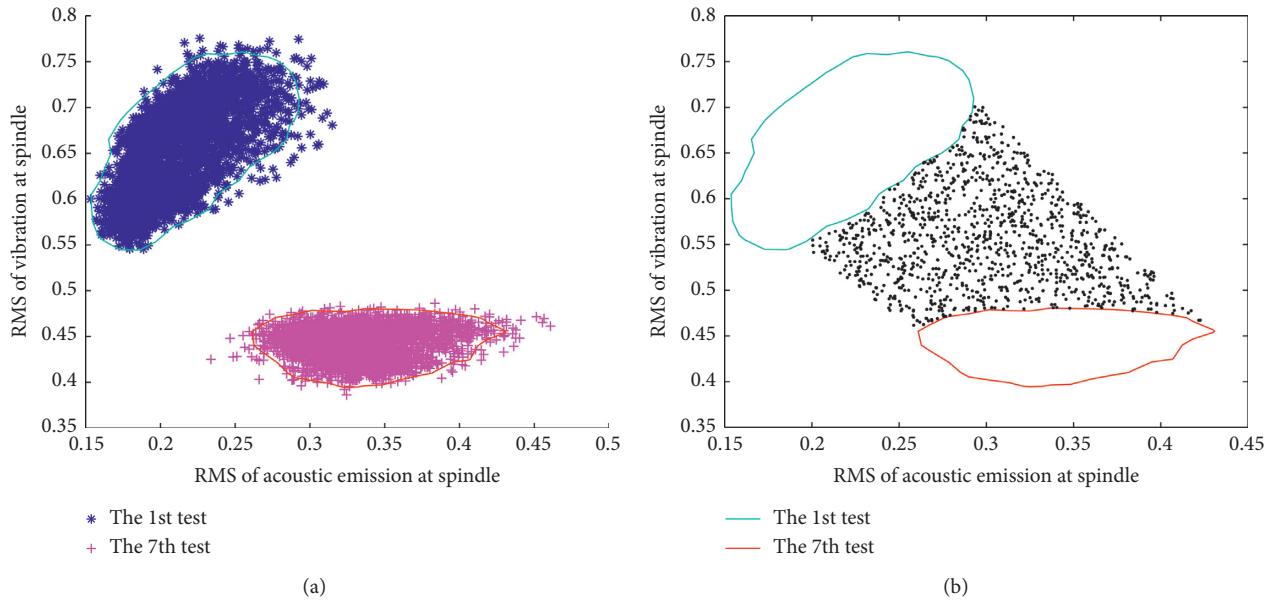 0.8
0.75
0.7
0.65
0.6
0.55
0.5
0.45
0.4
0.35
RMS of vibration at spindle
0.15 0.2 0.25 0.3 0.35 0.4 0.45 0.5
RMS of acoustic emission at spindle
The 1st test
The 7th test
(a)
0.8
0.75
0.7
0.65
0.6
0.55
0.5
0.45
0.4
0.35
RMS of vibration at spindle
0.15 0.2 0.25 0.3 0.35 0.4 0.45
RMS of acoustic emission at spindle
The 1st test
The 7th test
(b)